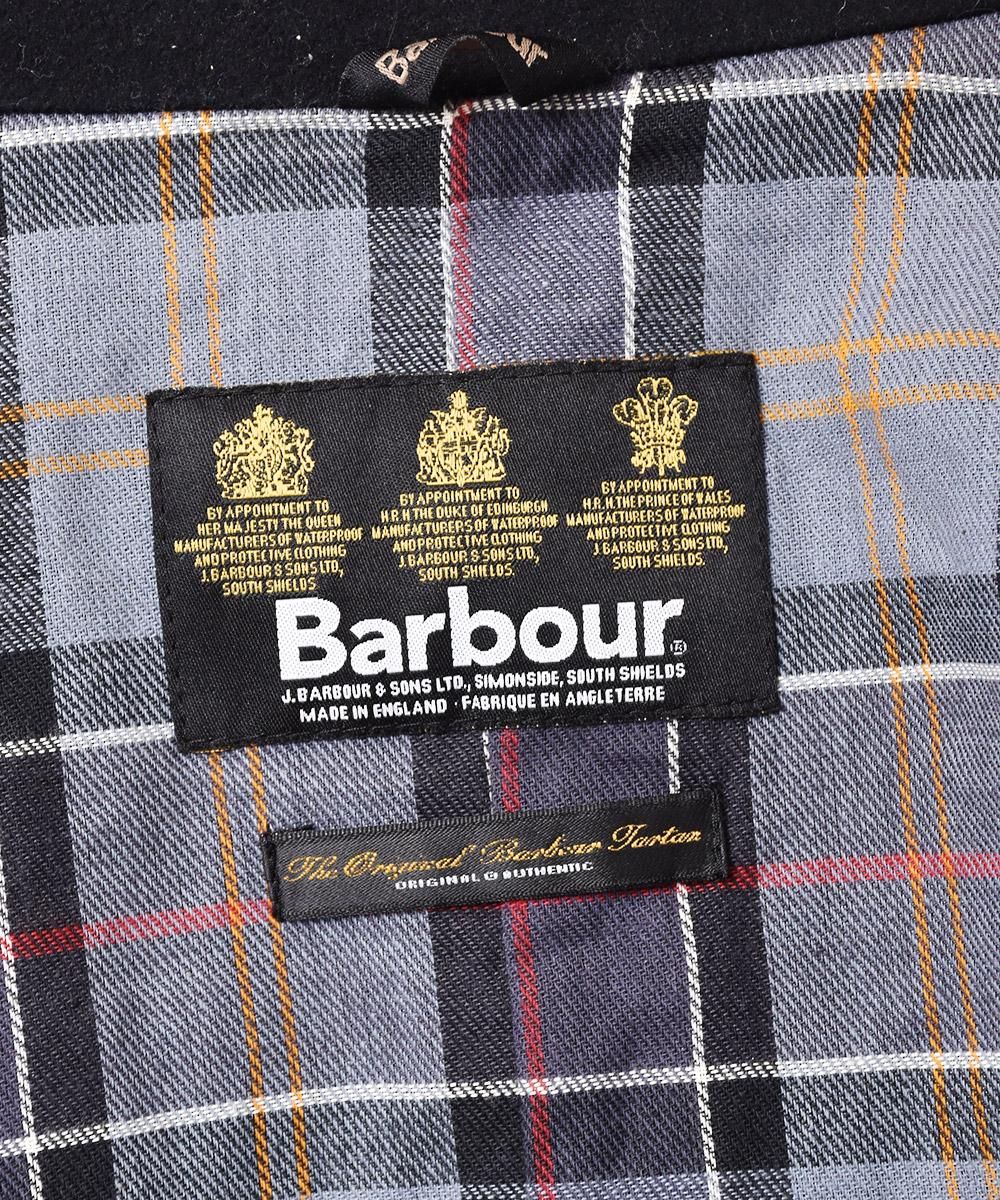 Barbour
BY APPOINTMENT TO
HER MAJESTY THE QUEEN
MANUFACTURERS OF WATERPROOF
AND PROTECTIVE CLOTHING
J.BARBOUR & SONS LTD,
SOUTH SHIELDS
BY APPOINTMENT TO
H.R.H THE DUKE OF EDINBURGH
MANUFACTURERS OF WATERPROOF
AND PROTECTIVE CLOTHING
J.BARBOUR & SONS LTD,
SOUTH SHIELDS.
BY APPOINTMENT TO
H.R.H.THE PRINCE OF WALES
MANUFACTURERS OF WATERPROOF
AND PROTECTIVE CLOTHING
J.BARBOUR & SONS LTD,
SOUTH SHIELDS.
Barbour®
J.BARBOUR & SONS LTD., SIMONSIDE, SOUTH SHIELDS
MADE IN ENGLAND · FABRIQUE EN ANGLETERRE
The Original Barbour Tartan
ORIGINAL & AUTHENTIC